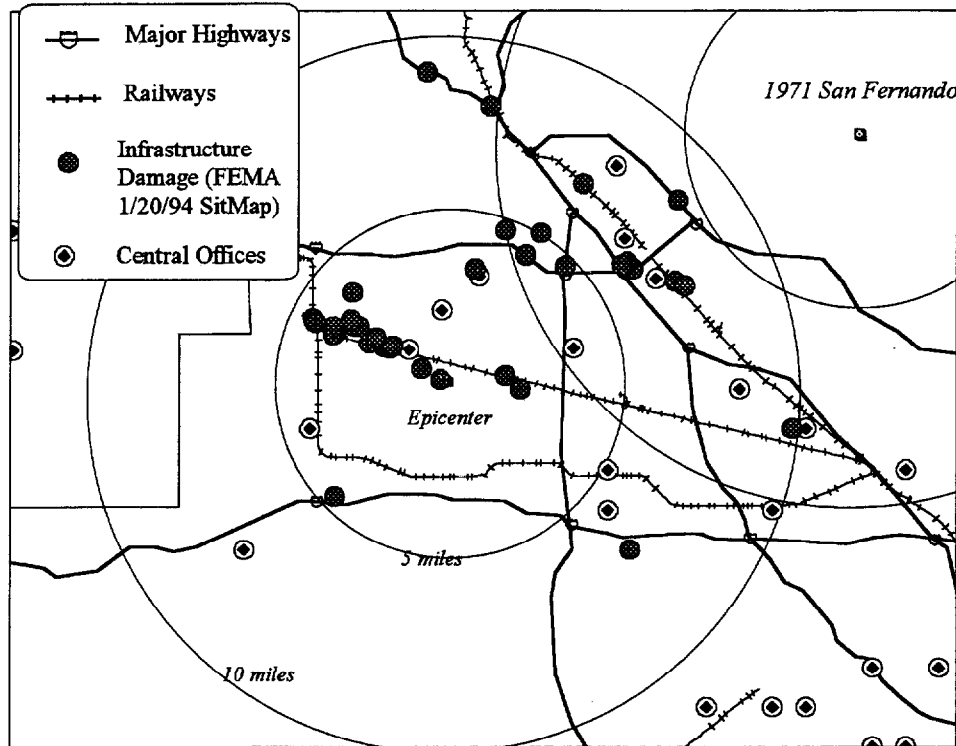 Major Highways
Railways
Infrastructure
Damage (FEMA
1/20/94 SitMap)
Central Offices
1971 San Fernando
Epicenter
5 miles
10 miles